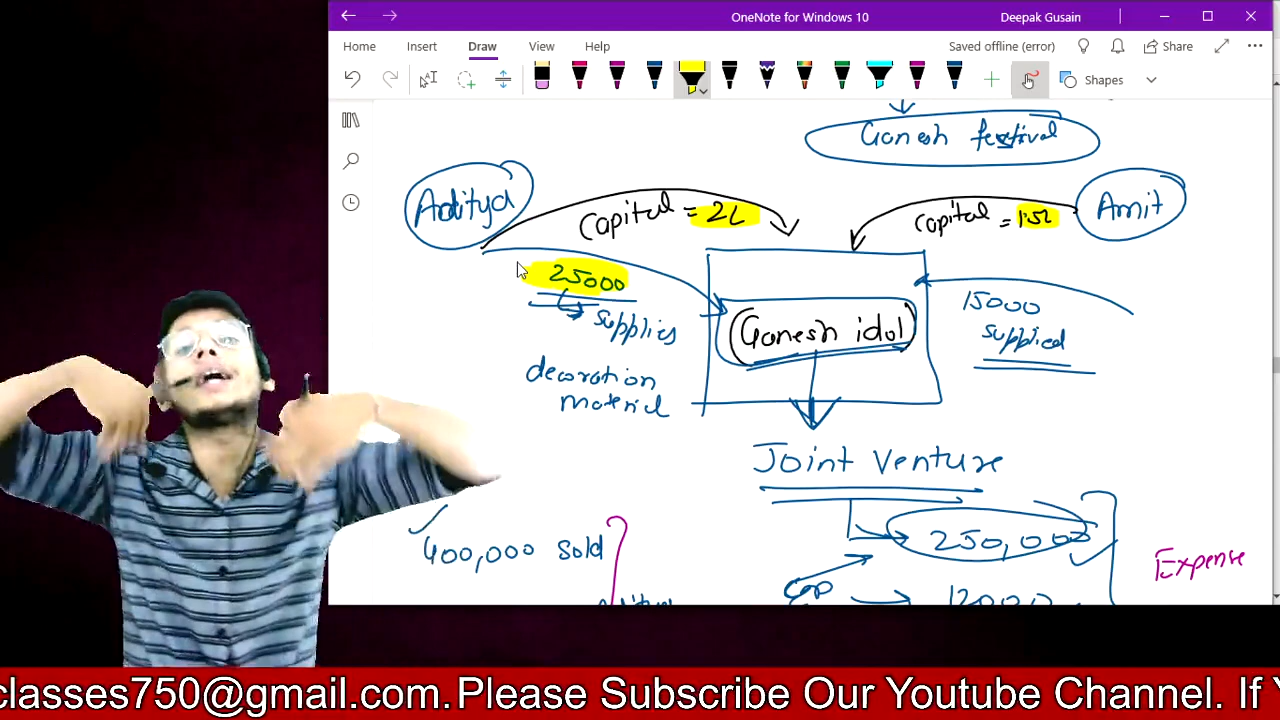 OneNote for Windows 10
Deepak Gusain
Home Insert Draw View Help
Saved offline (error)
Share
Shapes
Ganesh festival
Aditya
Capital = 2L
Capital = 1.5L
Amit
25000
supplies
decoration
material
(Ganesh idol)
15000
supplied
Joint Venture
400,000 sold
250,000
Expense
Cap
12000
classes750@gmail.com. Please Subscribe Our Youtube Channel. If Y